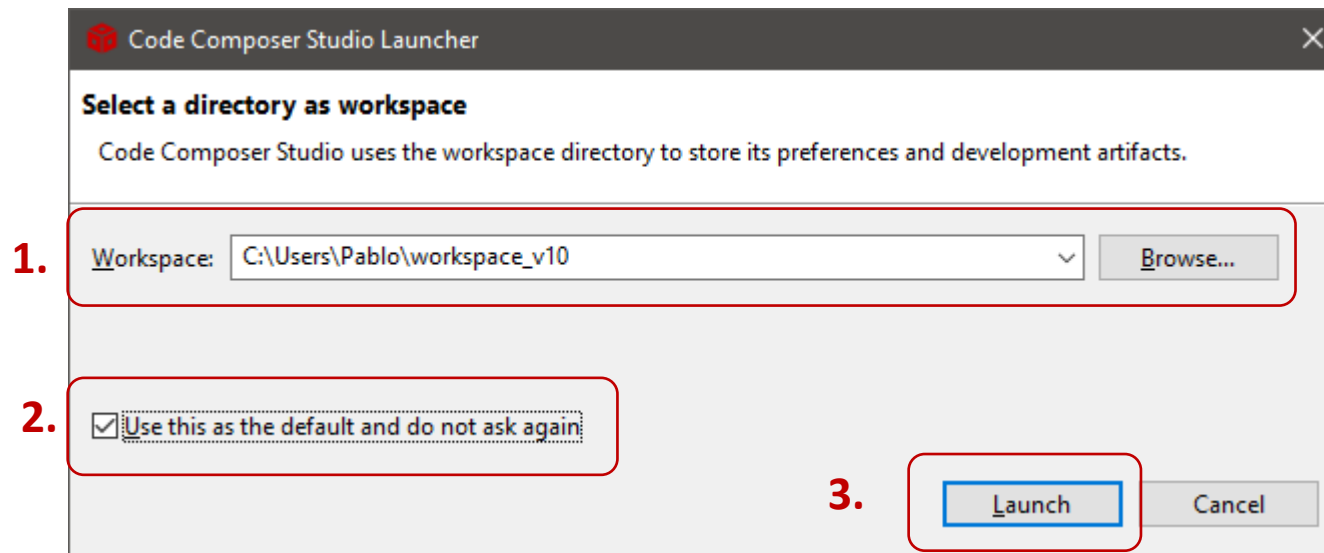 Code Composer Studio Launcher
Select a directory as workspace
Code Composer Studio uses the workspace directory to store its preferences and development artifacts.
1. Workspace: C:\Users\Pablo\workspace_v10 Browse...
2. Use this as the default and do not ask again
3. Launch Cancel